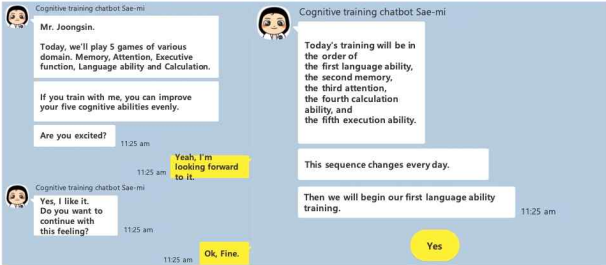 Cognitive training chatbot Sae-mi
Mr. Joongsin.
Today, we'll play 5 games of various
domain. Memory, Attention, Executive
function, Language ability and Calculation.
If you train with me, you can improve
your five cognitive abilities evenly.
Are you excited?
11:25 am
Yeah, I'm
looking forward
to it.
11:25 am
Cognitive training chatbot Sae-mi
Yes, I like it.
Do you want to
continue with
this feeling?
11:25 am
Ok, Fine.
11:25 am
Cognitive training chatbot Sae-mi
Today's training will be in
the order of
the first language ability,
the second memory,
the third attention,
the fourth calculation
ability, and
the fifth execution ability.
This sequence changes every day.
Then we will begin our first language ability
training.
11:25 am
Yes